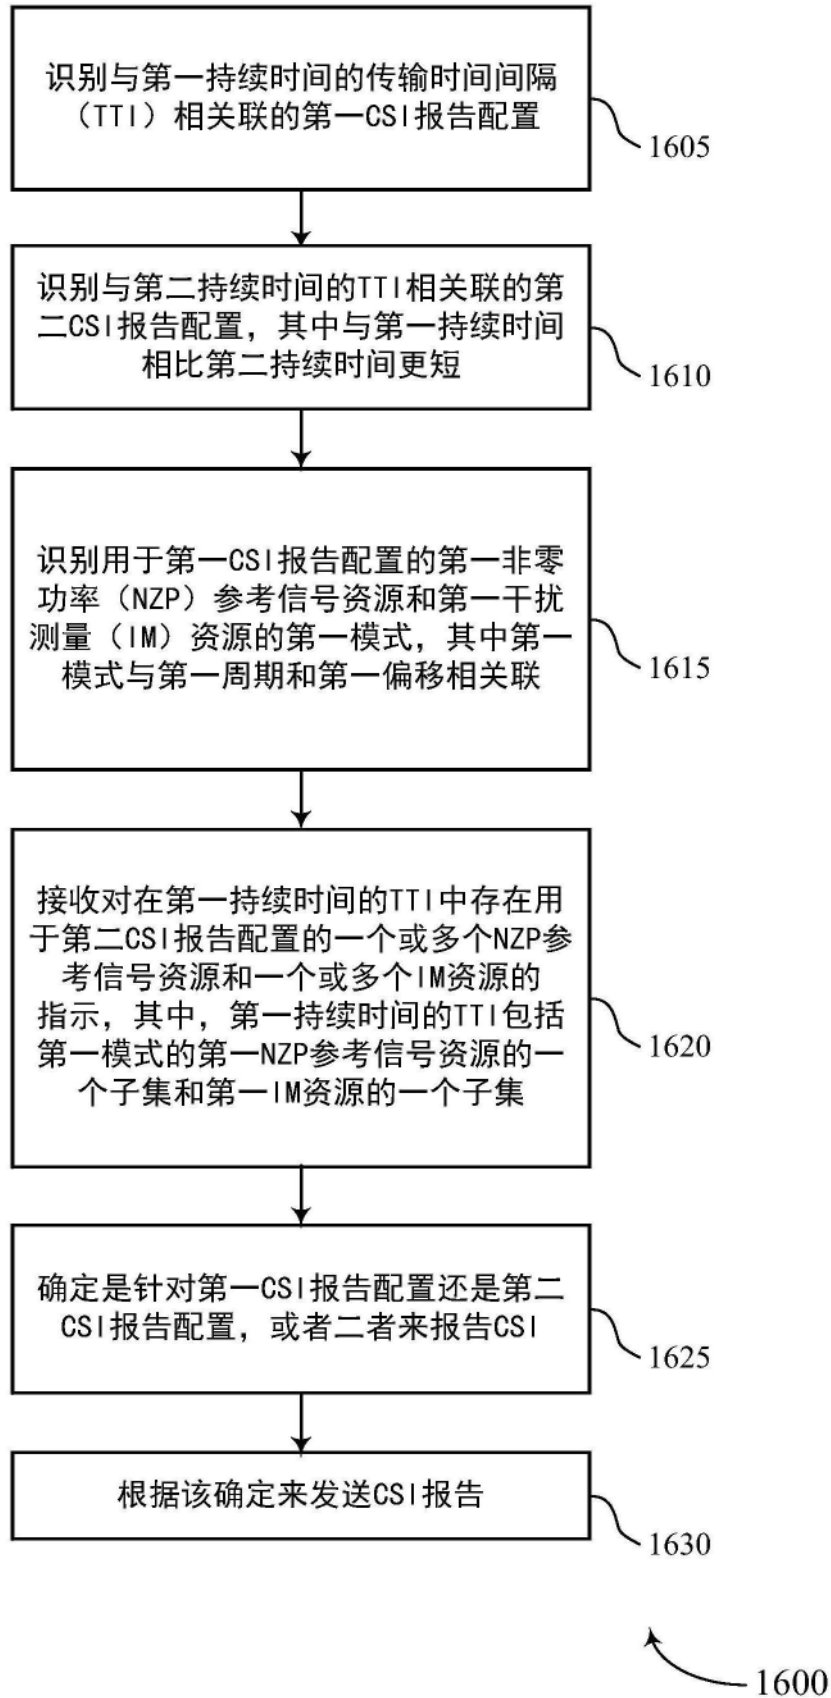 识别与第一持续时间的传输时间间隔
（TTI）相关联的第一CSI报告配置
1605
识别与第二持续时间的TTI相关联的第
二CSI报告配置，其中与第一持续时间
相比第二持续时间更短
1610
识别用于第一CSI报告配置的第一非零
功率（NZP）参考信号资源和第一干扰
测量（IM）资源的第一模式，其中第一
模式与第一周期和第一偏移相关联
1615
接收对在第一持续时间的TTI中存在用
于第二CSI报告配置的一个或多个NZP参
考信号资源和一个或多个IM资源的
指示，其中，第一持续时间的TTI包括
第一模式的第一NZP参考信号资源的一
个子集和第一IM资源的一个子集
1620
确定是针对第一CSI报告配置还是第二
CSI报告配置，或者二者来报告CSI
1625
根据该确定来发送CSI报告
1630
1600